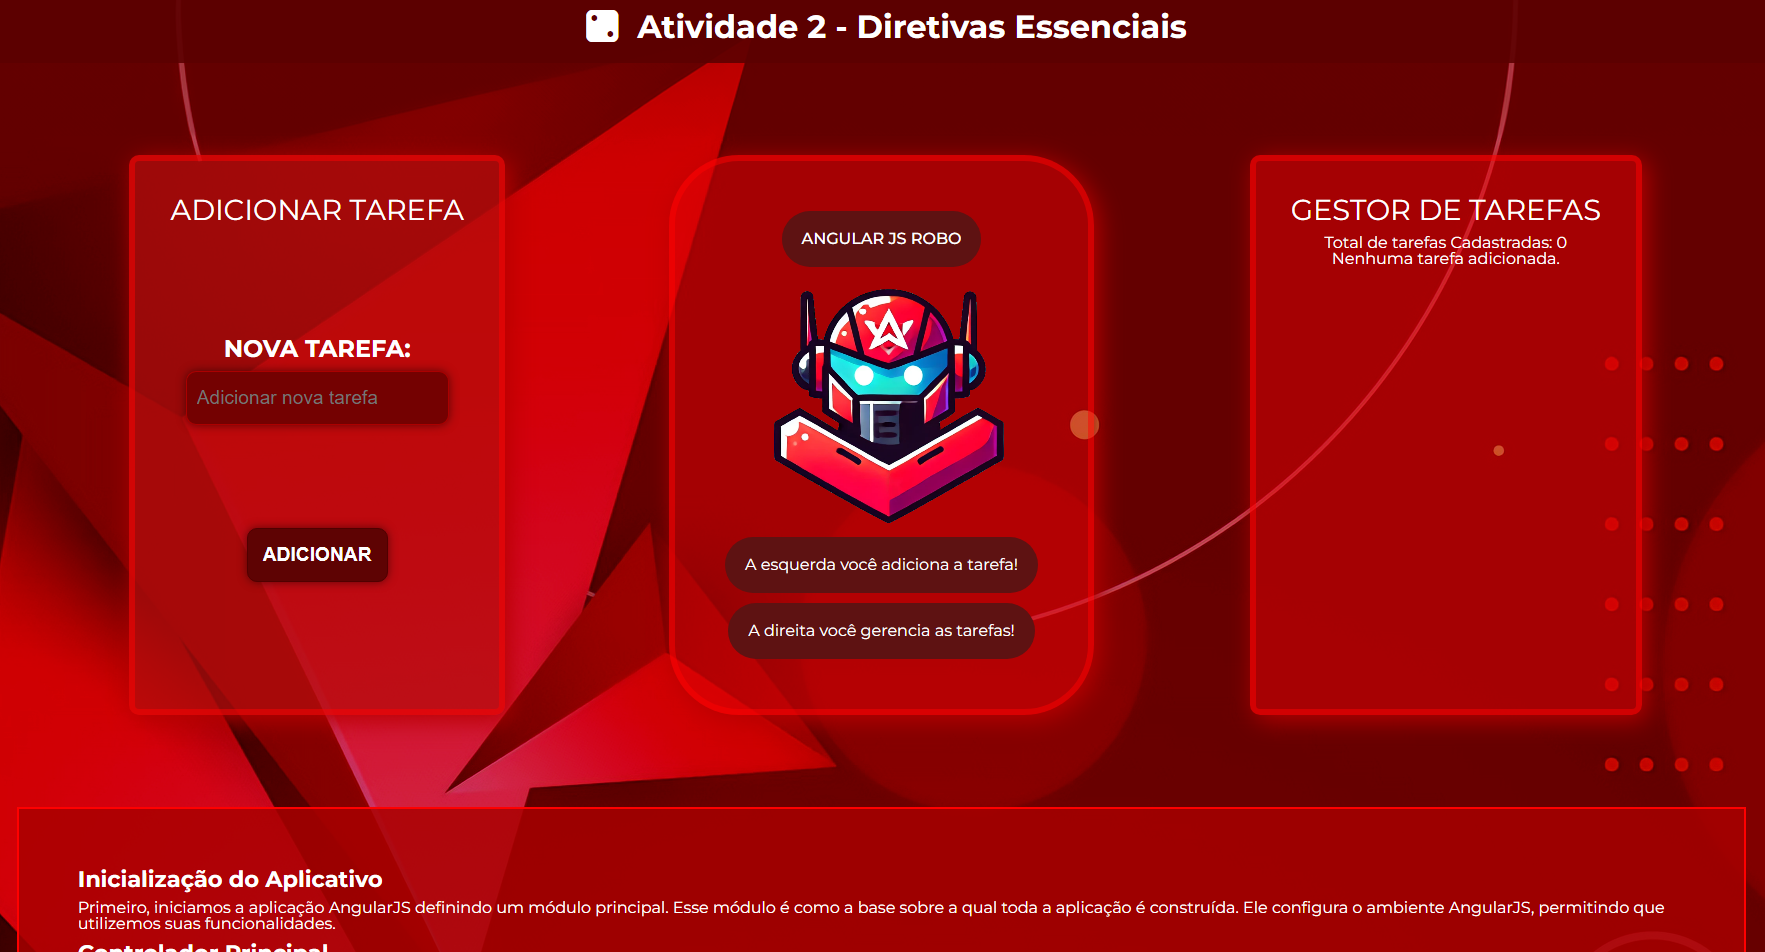 Atividade 2 - Diretivas Essenciais
ADICIONAR TAREFA
NOVA TAREFA:
Adicionar nova tarefa
ADICIONAR
ANGULAR JS ROBO
A esquerda você adiciona a tarefa!
A direita você gerencia as tarefas!
GESTOR DE TAREFAS
Total de tarefas Cadastradas: 0
Nenhuma tarefa adicionada.
Inicialização do Aplicativo
Primeiro, iniciamos a aplicação AngularJS definindo um módulo principal. Esse módulo é como a base sobre a qual toda a aplicação é construída. Ele configura o ambiente AngularJS, permitindo que
utilizemos suas funcionalidades.
Controlador Principal